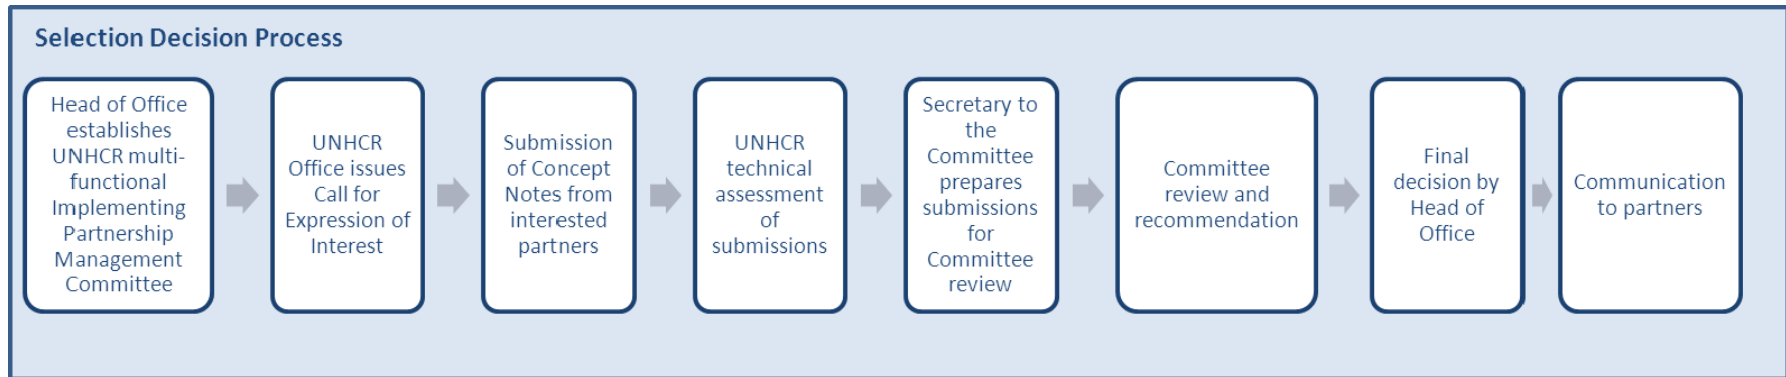 Selection Decision Process
Head of Office
establishes
UNHCR multi-
functional
Implementing
Partnership
Management
Committee
UNHCR
Office issues
Call for
Expression of
Interest
Submission
of Concept
Notes from
interested
partners
UNHCR
technical
assessment
of
submissions
Secretary to
the
Committee
prepares
submissions
for
Committee
review
Committee
review and
recommendation
Final
decision by
Head of
Office
Communication
to partners